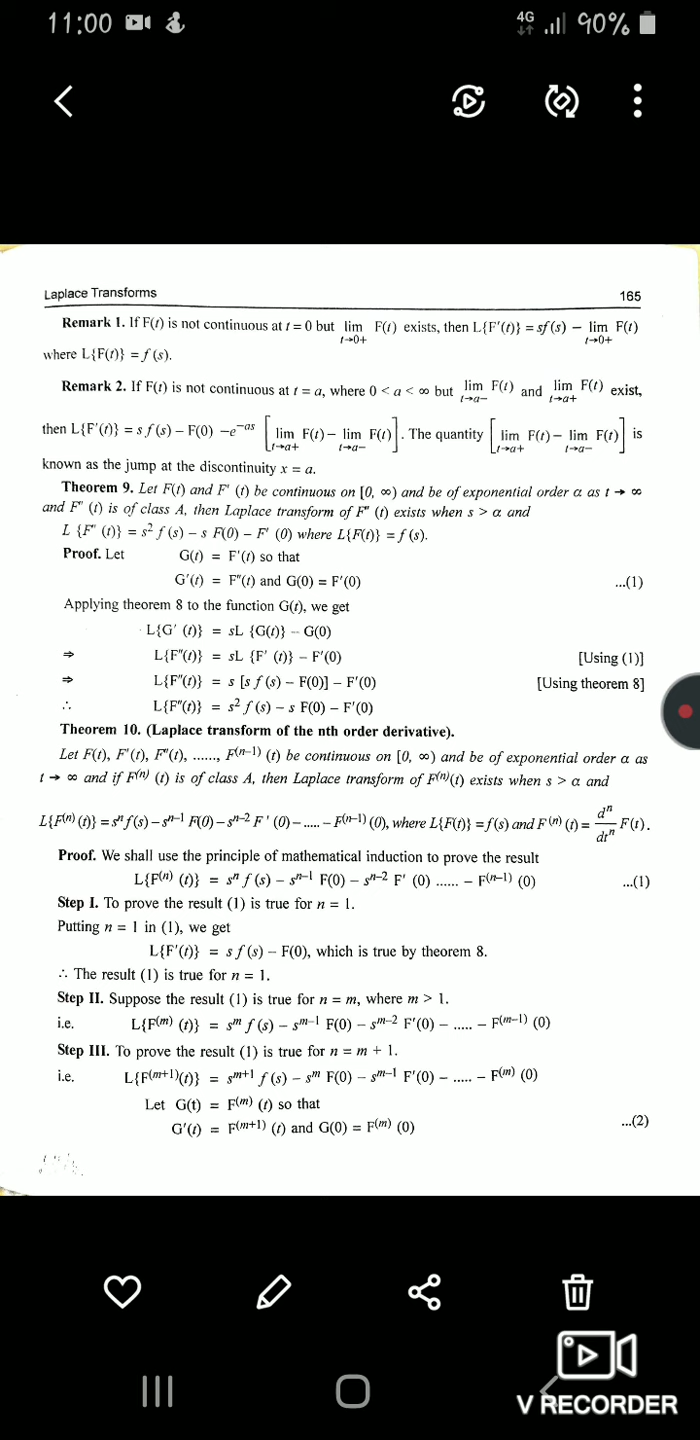 11:00
4G 90%
Laplace Transforms 165
Remark 1. If F(t) is not continuous at t = 0 but lim t→0+ F(t) exists, then L{F′(t)} = sf(s) − lim t→0+ F(t)
where L{F(t)} = f(s).
Remark 2. If F(t) is not continuous at t = a, where 0 < a < ∞ but lim t→a− F(t) and lim t→a+ F(t) exist,
then L{F′(t)} = s f(s) − F(0) −e^{−as} [lim t→a+ F(t) − lim t→a− F(t)]. The quantity [lim t→a+ F(t) − lim t→a− F(t)] is
known as the jump at the discontinuity x = a.
Theorem 9. Let F(t) and F′ (t) be continuous on [0, ∞) and be of exponential order α as t → ∞
and F″ (t) is of class A, then Laplace transform of F″ (t) exists when s > α and
L {F″ (t)} = s² f(s) − s F(0) − F′ (0) where L{F(t)} = f(s).
Proof. Let G(t) = F′(t) so that
G′(t) = F″(t) and G(0) = F′(0) ...(1)
Applying theorem 8 to the function G(t), we get
L{G′ (t)} = sL {G(t)} − G(0)
⇒ L{F″(t)} = sL {F′ (t)} − F′(0) [Using (1)]
⇒ L{F″(t)} = s [s f(s) − F(0)] − F′(0) [Using theorem 8]
∴ L{F″(t)} = s² f(s) − s F(0) − F′(0)
Theorem 10. (Laplace transform of the nth order derivative).
Let F(t), F′(t), F″(t), ......, F^{(n−1)} (t) be continuous on [0, ∞) and be of exponential order α as
t → ∞ and if F^{(n)} (t) is of class A, then Laplace transform of F^{(n)}(t) exists when s > α and
L{F^{(n)} (t)} = s^n f(s) − s^{n−1} F(0) − s^{n−2} F ′ (0) − ..... − F^{(n−1)} (0), where L{F(t)} = f(s) and F^{(n)} (t) = d^n/dt^n F(t).
Proof. We shall use the principle of mathematical induction to prove the result
L{F^{(n)} (t)} = s^n f(s) − s^{n−1} F(0) − s^{n−2} F′ (0) ...... − F^{(n−1)} (0) ...(1)
Step I. To prove the result (1) is true for n = 1.
Putting n = 1 in (1), we get
L{F′(t)} = s f(s) − F(0), which is true by theorem 8.
∴ The result (1) is true for n = 1.
Step II. Suppose the result (1) is true for n = m, where m > 1.
i.e. L{F^{(m)} (t)} = s^m f(s) − s^{m−1} F(0) − s^{m−2} F′(0) − ..... − F^{(m−1)} (0)
Step III. To prove the result (1) is true for n = m + 1.
i.e. L{F^{(m+1)}(t)} = s^{m+1} f(s) − s^m F(0) − s^{m−1} F′(0) − ..... − F^{(m)} (0)
Let G(t) = F^{(m)} (t) so that
G′(t) = F^{(m+1)} (t) and G(0) = F^{(m)} (0) ...(2)
V RECORDER